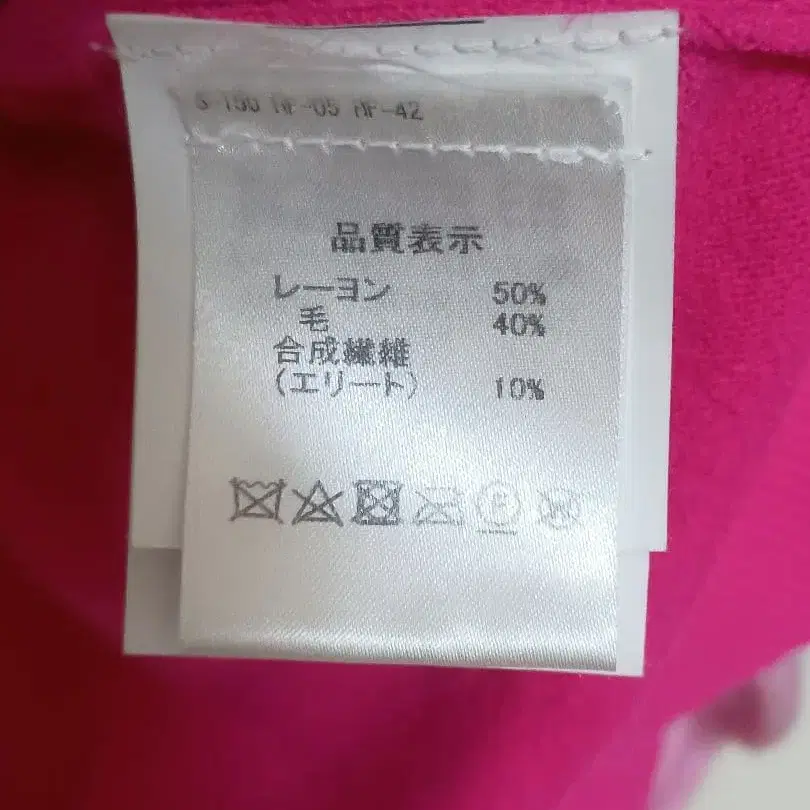 品質表示
レーヨン 50%
毛 40%
合成繊維
(エリート) 10%